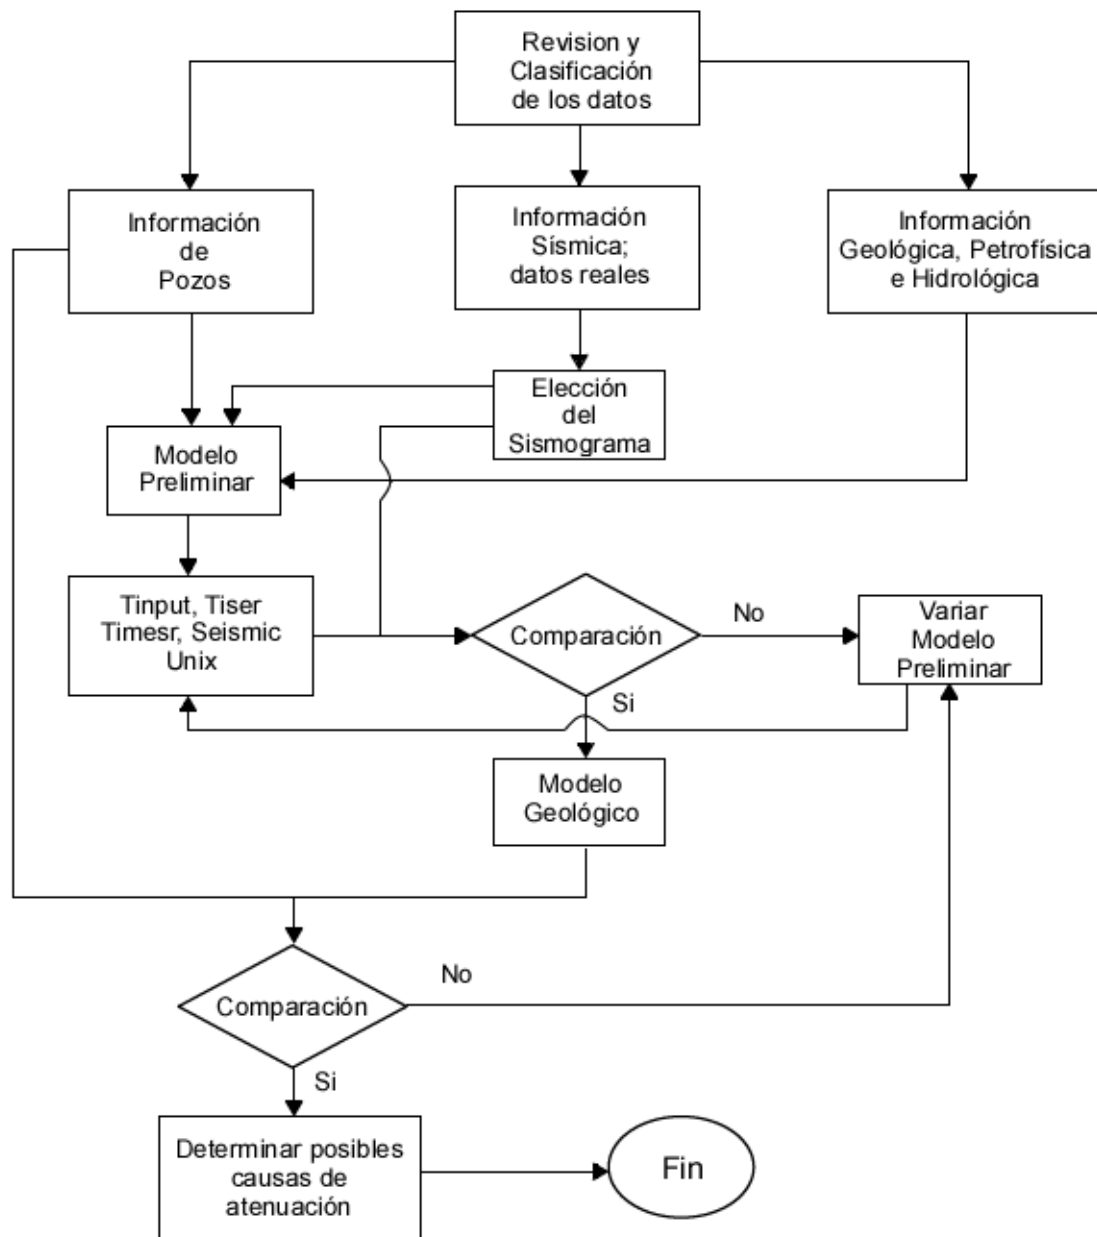 Revision y
Clasificación
de los datos
Información
de
Pozos
Información
Sísmica;
datos reales
Información
Geológica, Petrofísica
e Hidrológica
Elección
del
Sismograma
Modelo
Preliminar
Tinput, Tiser
Timesr, Seismic
Unix
Comparación
No
Variar
Modelo
Preliminar
Si
Modelo
Geológico
Comparación
No
Si
Determinar posibles
causas de
atenuación
Fin